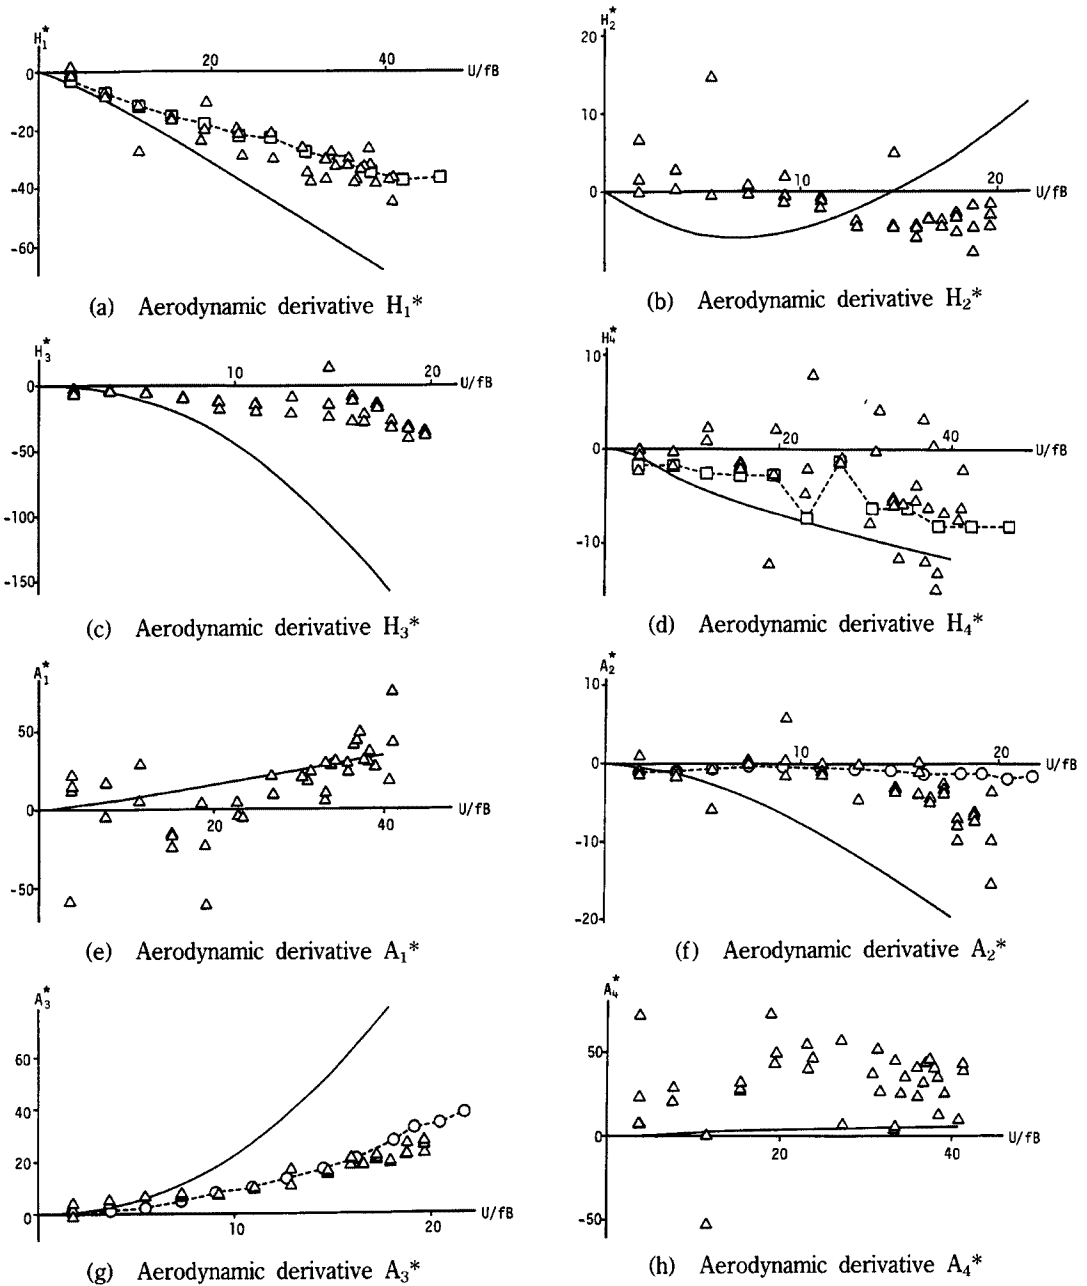 H₁*
0
20
40
U/fB
-20
-40
-60
(a) Aerodynamic derivative H₁*
H₂*
20
10
0
10
20
U/fB
(b) Aerodynamic derivative H₂*
H₃*
0
10
20
U/fB
-50
-100
-150
(c) Aerodynamic derivative H₃*
H₄*
10
0
20
40
U/fB
-10
(d) Aerodynamic derivative H₄*
A₁*
50
0
20
40
U/fB
-50
(e) Aerodynamic derivative A₁*
A₂*
10
0
10
20
U/fB
-10
-20
(f) Aerodynamic derivative A₂*
A₃*
60
40
20
0
10
20
U/fB
(g) Aerodynamic derivative A₃*
A₄*
50
0
40
U/fB
-50
(h) Aerodynamic derivative A₄*